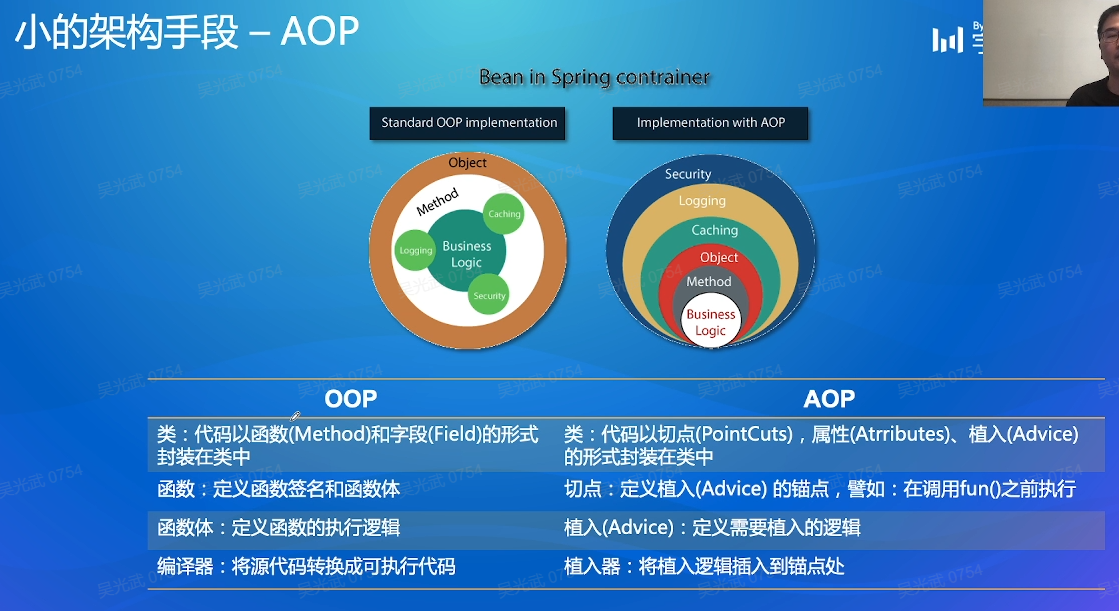 小的架构手段 – AOP
By
Bean in Spring contrainer
Standard OOP implementation
Implementation with AOP
Object
Method
Caching
Logging
Business
Logic
Security
Security
Logging
Caching
Object
Method
Business
Logic
OOP
AOP
类：代码以函数(Method)和字段(Field)的形式
封装在类中
类：代码以切点(PointCuts)，属性(Atrributes)、植入(Advice)
的形式封装在类中
函数：定义函数签名和函数体
切点：定义植入(Advice) 的锚点，譬如：在调用fun()之前执行
函数体：定义函数的执行逻辑
植入(Advice)：定义需要植入的逻辑
编译器：将源代码转换成可执行代码
植入器：将植入逻辑插入到锚点处
吴光武 0754